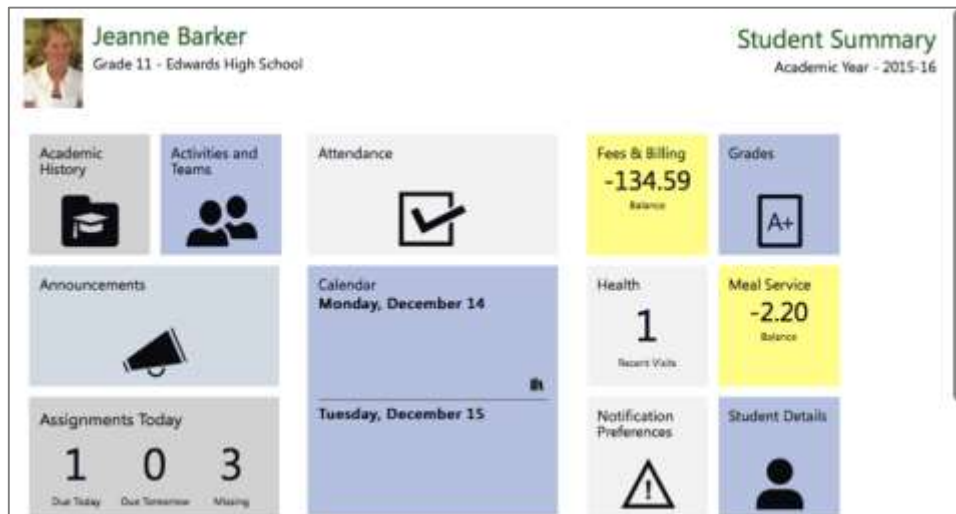 Jeanne Barker
Grade 11 - Edwards High School
Student Summary
Academic Year - 2015-16
Academic
History
Activities and
Teams
Attendance
Fees & Billing
-134.59
Balance
Grades
A+
Announcements
Calendar
Monday, December 14
Tuesday, December 15
Health
1
Recent Visits
Meal Service
-2.20
Balance
Assignments Today
1 0 3
Due Today Due Tomorrow Missing
Notification
Preferences
Student Details